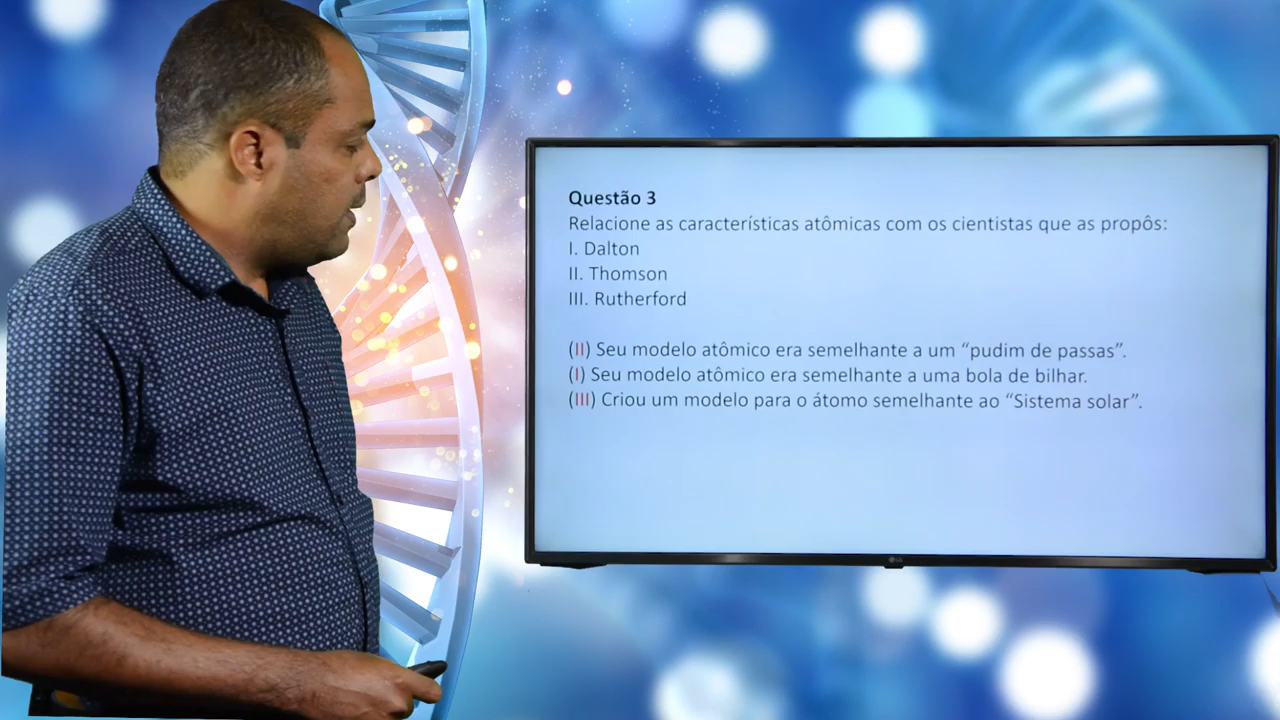 Questão 3
Relacione as características atômicas com os cientistas que as propôs:
I. Dalton
II. Thomson
III. Rutherford
(II) Seu modelo atômico era semelhante a um “pudim de passas”.
(I) Seu modelo atômico era semelhante a uma bola de bilhar.
(III) Criou um modelo para o átomo semelhante ao “Sistema solar”.
LG